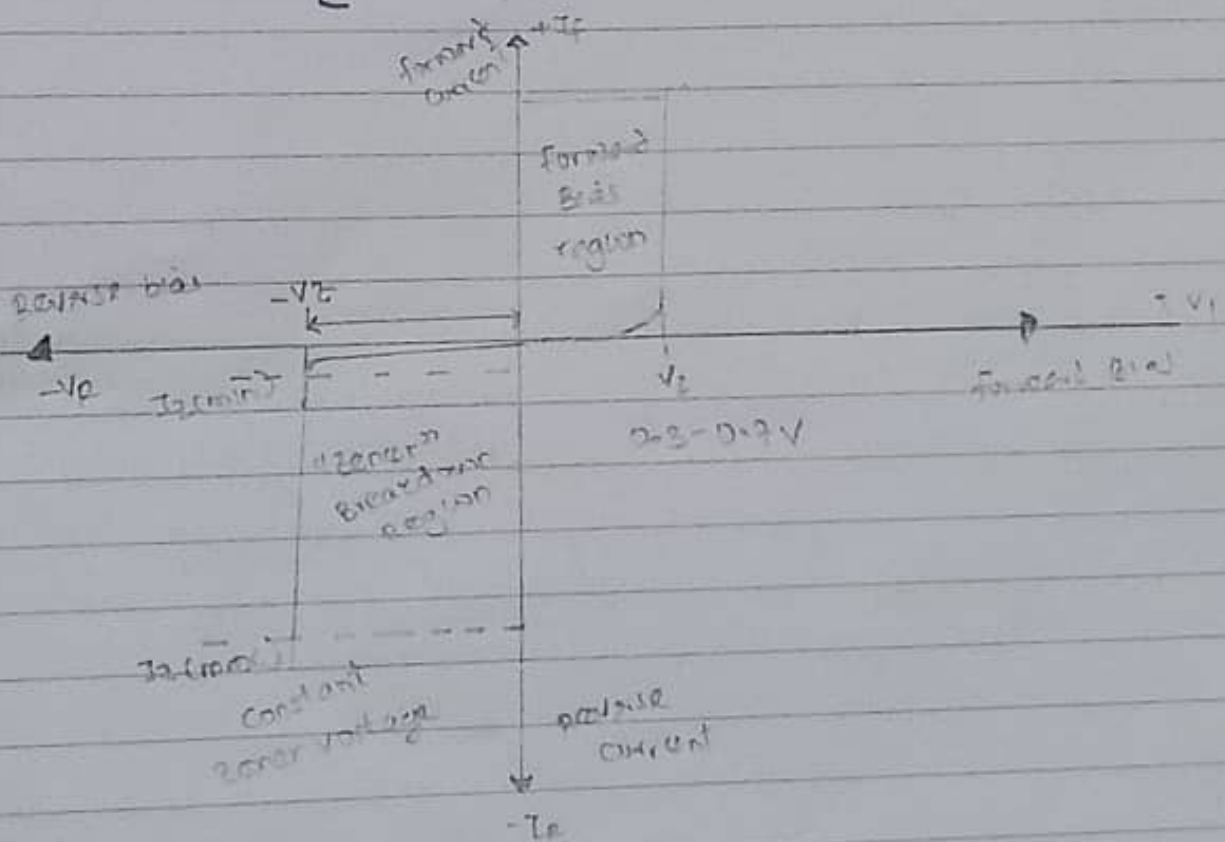 forward
current
+IF
forward
Bias
region
Reverse bias
-VZ
-VR
IZ(min)
VZ
0.3-0.7V
Forward Bias
"Zener"
Breakdown
Region
IZ(max)
constant
zener voltage
Reverse
current
-IR